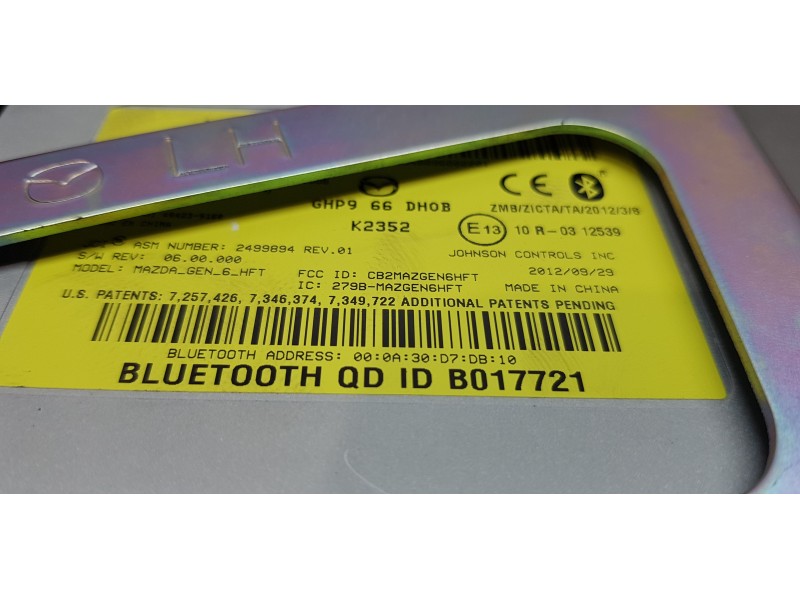 LH
GHP9 66 DH0B
CE
ZMB/ZICTA/TA/2012/3/8
K2352
E13 10 R-03 12539
ASM NUMBER: 2499894 REV.01
JOHNSON CONTROLS INC
S/W REV: 06.00.000
2012/09/29
MODEL: MAZDA_GEN_6_HFT
FCC ID: CB2MAZGEN6HFT
IC: 279B-MAZGEN6HFT
MADE IN CHINA
U.S. PATENTS: 7,257,426, 7,346,374, 7,349,722 ADDITIONAL PATENTS PENDING
BLUETOOTH ADDRESS: 00:0A:30:D7:DB:10
BLUETOOTH QD ID B017721